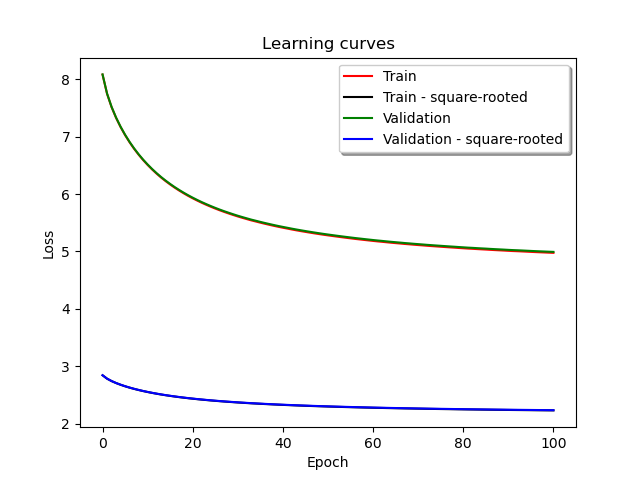 Learning curves
Train
Train - square-rooted
Validation
Validation - square-rooted
8
7
6
5
4
3
2
Loss
0 20 40 60 80 100
Epoch